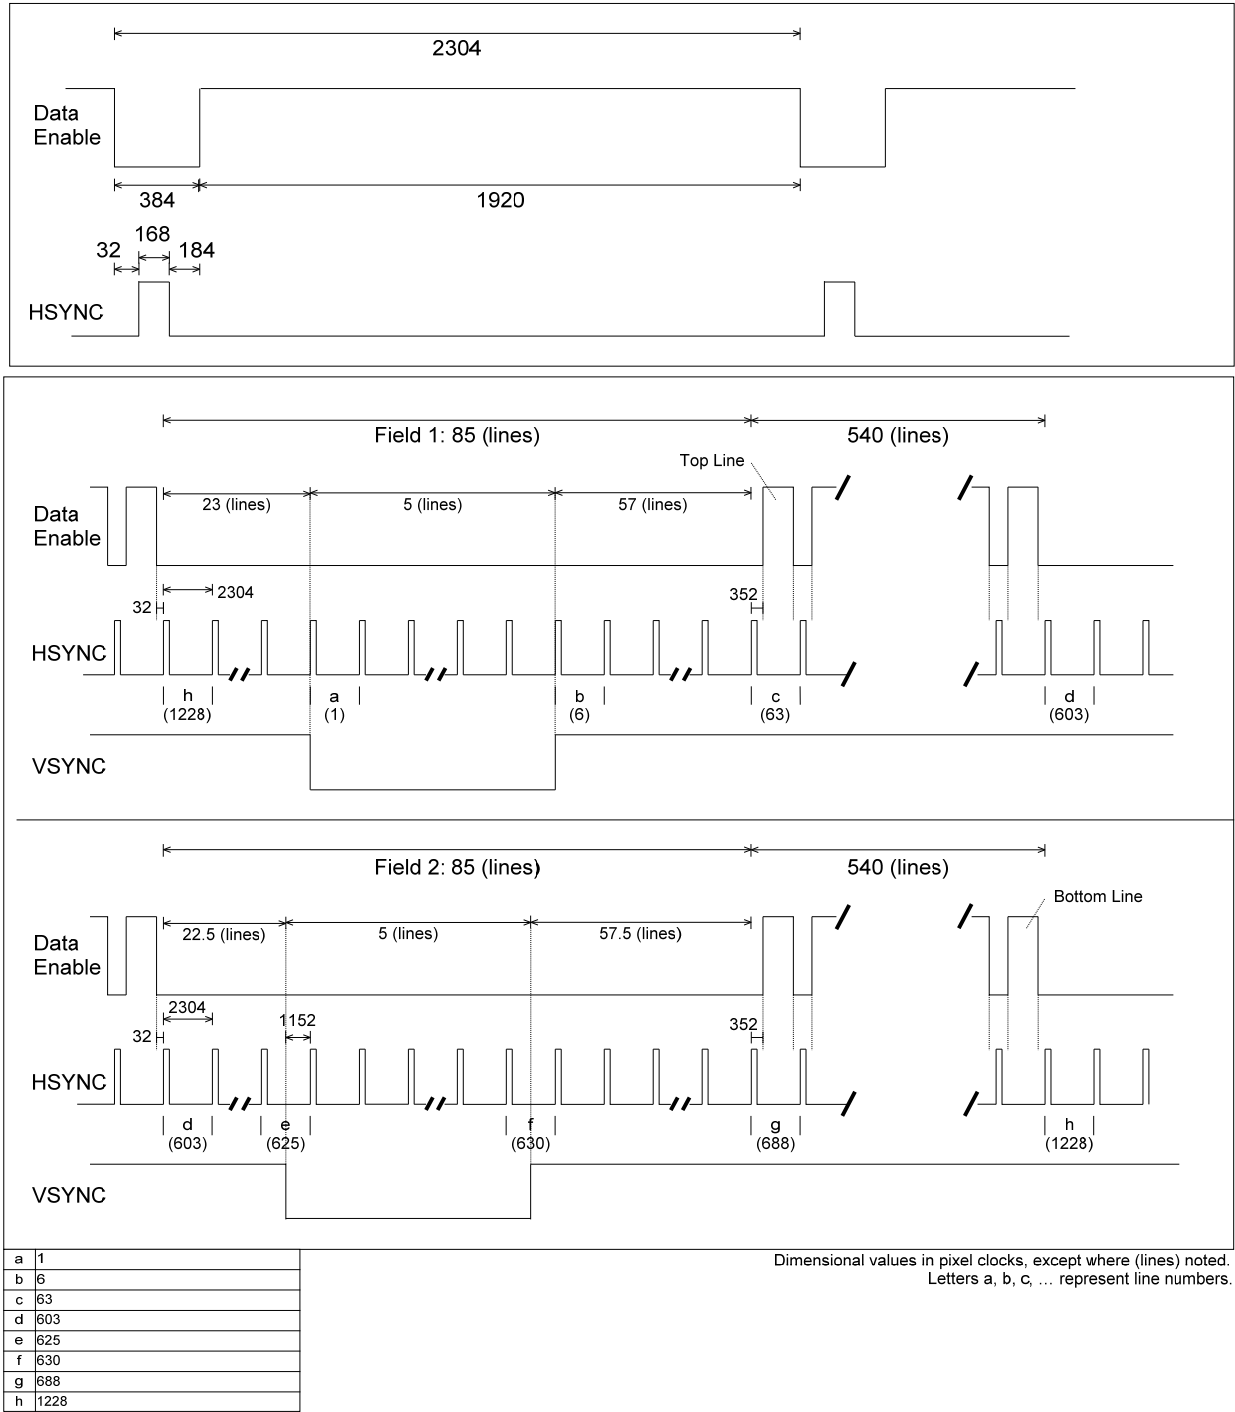 2304
Data
Enable
384
1920
168
32
184
HSYNC
Field 1: 85 (lines)
540 (lines)
Top Line
23 (lines)
5 (lines)
57 (lines)
Data
Enable
2304
32
352
HSYNC
h
a
b
c
d
(1228)
(1)
(6)
(63)
(603)
VSYNC
Field 2: 85 (lines)
540 (lines)
Bottom Line
22.5 (lines)
5 (lines)
57.5 (lines)
Data
Enable
2304
1152
32
352
HSYNC
d
e
f
g
h
(603)
(625)
(630)
(688)
(1228)
VSYNC
a 1
b 6
c 63
d 603
e 625
f 630
g 688
h 1228
Dimensional values in pixel clocks, except where (lines) noted.
Letters a, b, c, … represent line numbers.